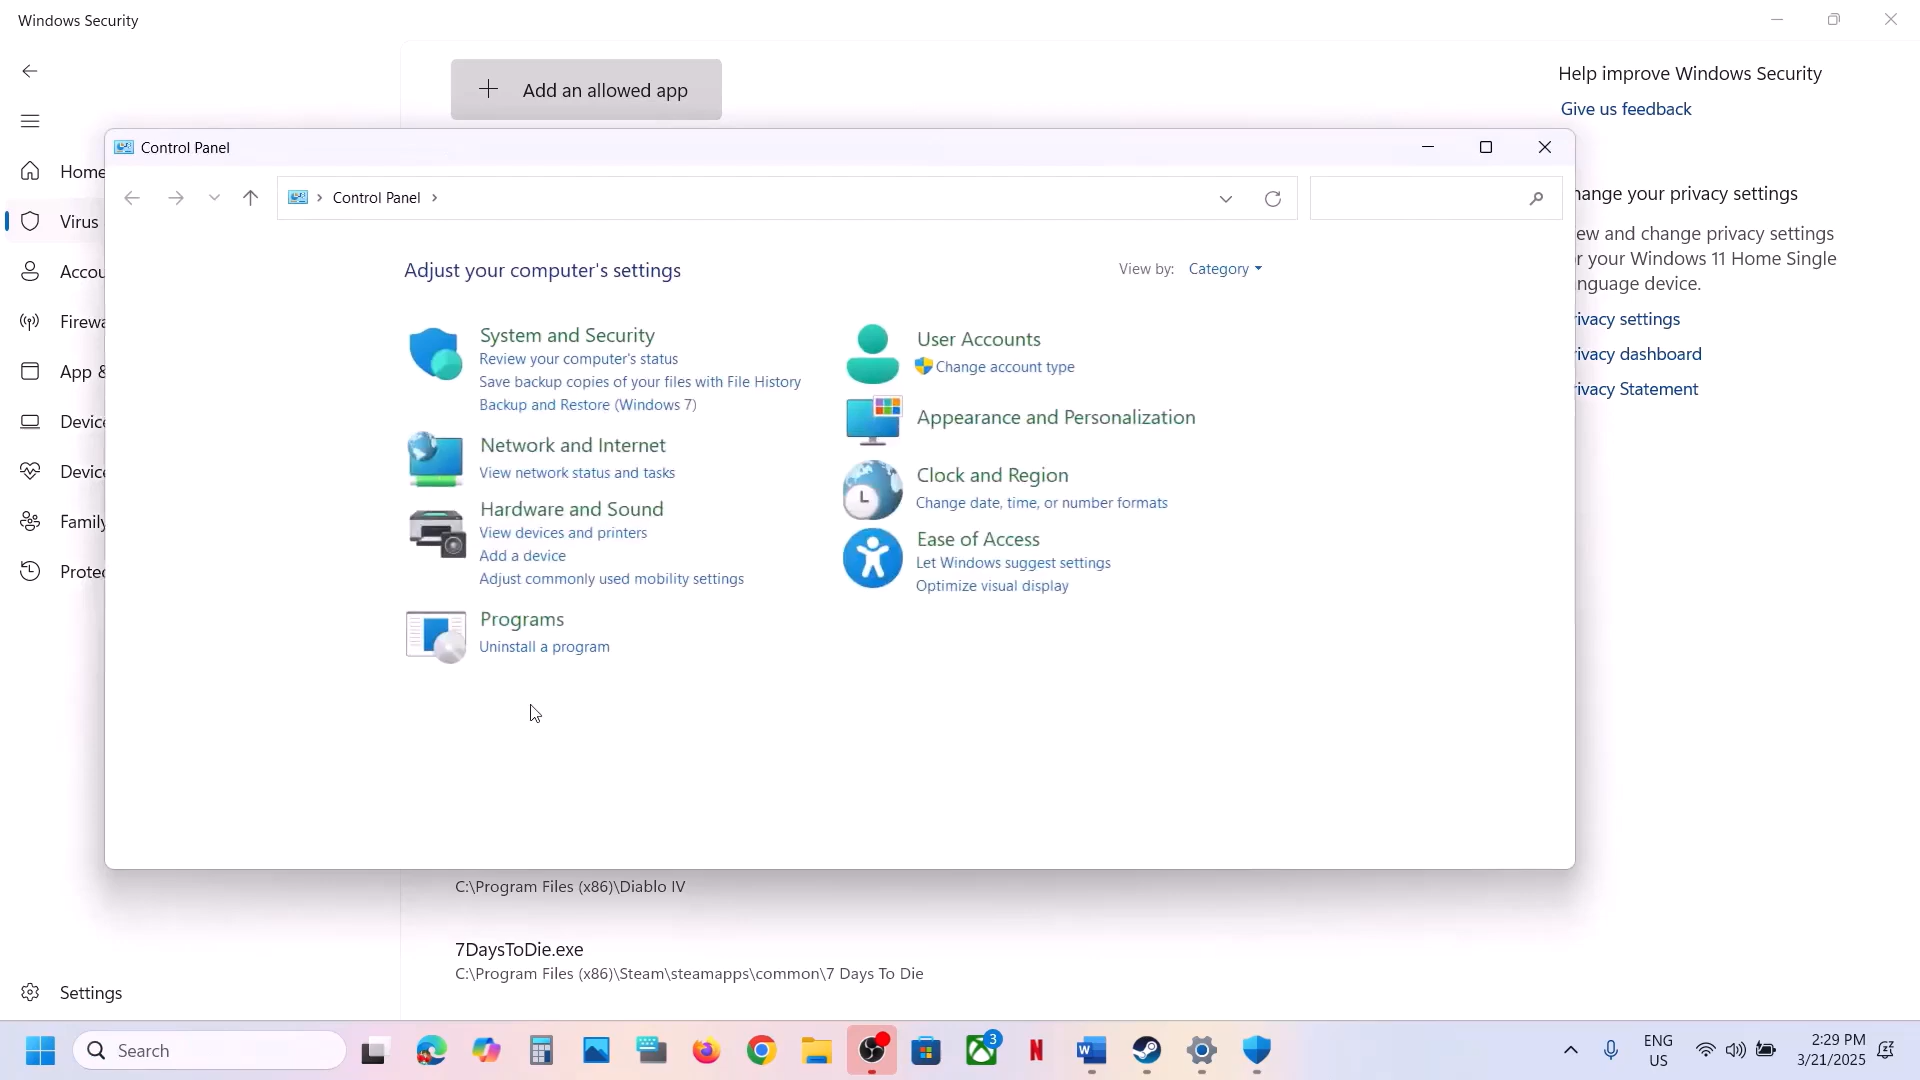 Windows Security
Add an allowed app
Help improve Windows Security
Give us feedback
Control Panel
Home
Control Panel
hange your privacy settings
Virus
Adjust your computer's settings
View by: Category
ew and change privacy settings
r your Windows 11 Home Single
nguage device.
Accou
rivacy settings
rivacy dashboard
rivacy Statement
Firewa
System and Security
Review your computer's status
Save backup copies of your files with File History
Backup and Restore (Windows 7)
User Accounts
Change account type
App &
Appearance and Personalization
Device
Network and Internet
View network status and tasks
Clock and Region
Change date, time, or number formats
Device
Hardware and Sound
View devices and printers
Add a device
Adjust commonly used mobility settings
Ease of Access
Let Windows suggest settings
Optimize visual display
Family
Protec
Programs
Uninstall a program
C:\Program Files (x86)\Diablo IV
7DaysToDie.exe
C:\Program Files (x86)\Steam\steamapps\common\7 Days To Die
Settings
Search
3
ENG
US
2:29 PM
3/21/2025